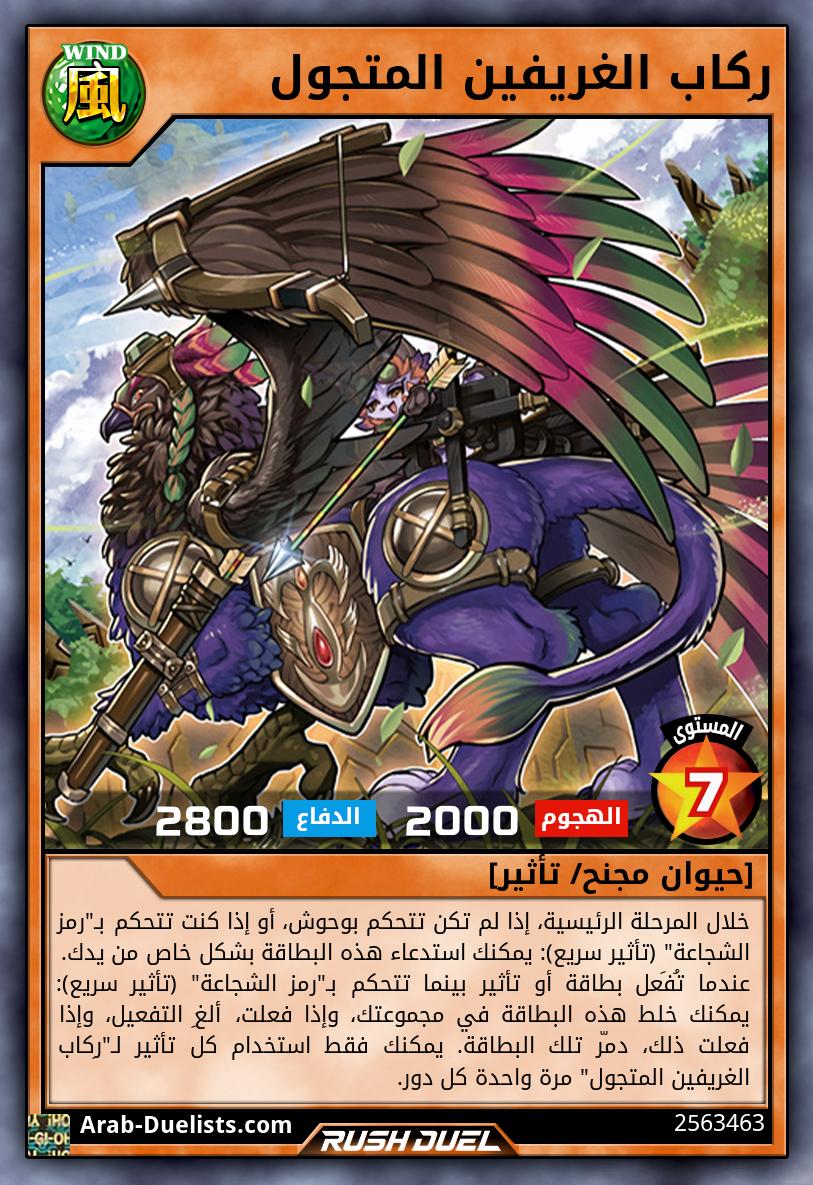 WIND
風
ركاب الغريفين المتجول
المستوى
7
الهجوم 2000 الدفاع 2800
[حيوان مجنح/ تأثير]
خلال المرحلة الرئيسية، إذا لم تكن تتحكم بوحوش، أو إذا كنت تتحكم بـ"رمز
الشجاعة" (تأثير سريع): يمكنك استدعاء هذه البطاقة بشكل خاص من يدك.
عندما تُفعَل بطاقة أو تأثير بينما تتحكم بـ"رمز الشجاعة" (تأثير سريع):
يمكنك خلط هذه البطاقة في مجموعتك، وإذا فعلت، ألغِ التفعيل، وإذا
فعلت ذلك، دمّر تلك البطاقة. يمكنك فقط استخدام كل تأثير لـ"ركاب
الغريفين المتجول" مرة واحدة كل دور.
Arab-Duelists.com
RUSH DUEL
2563463